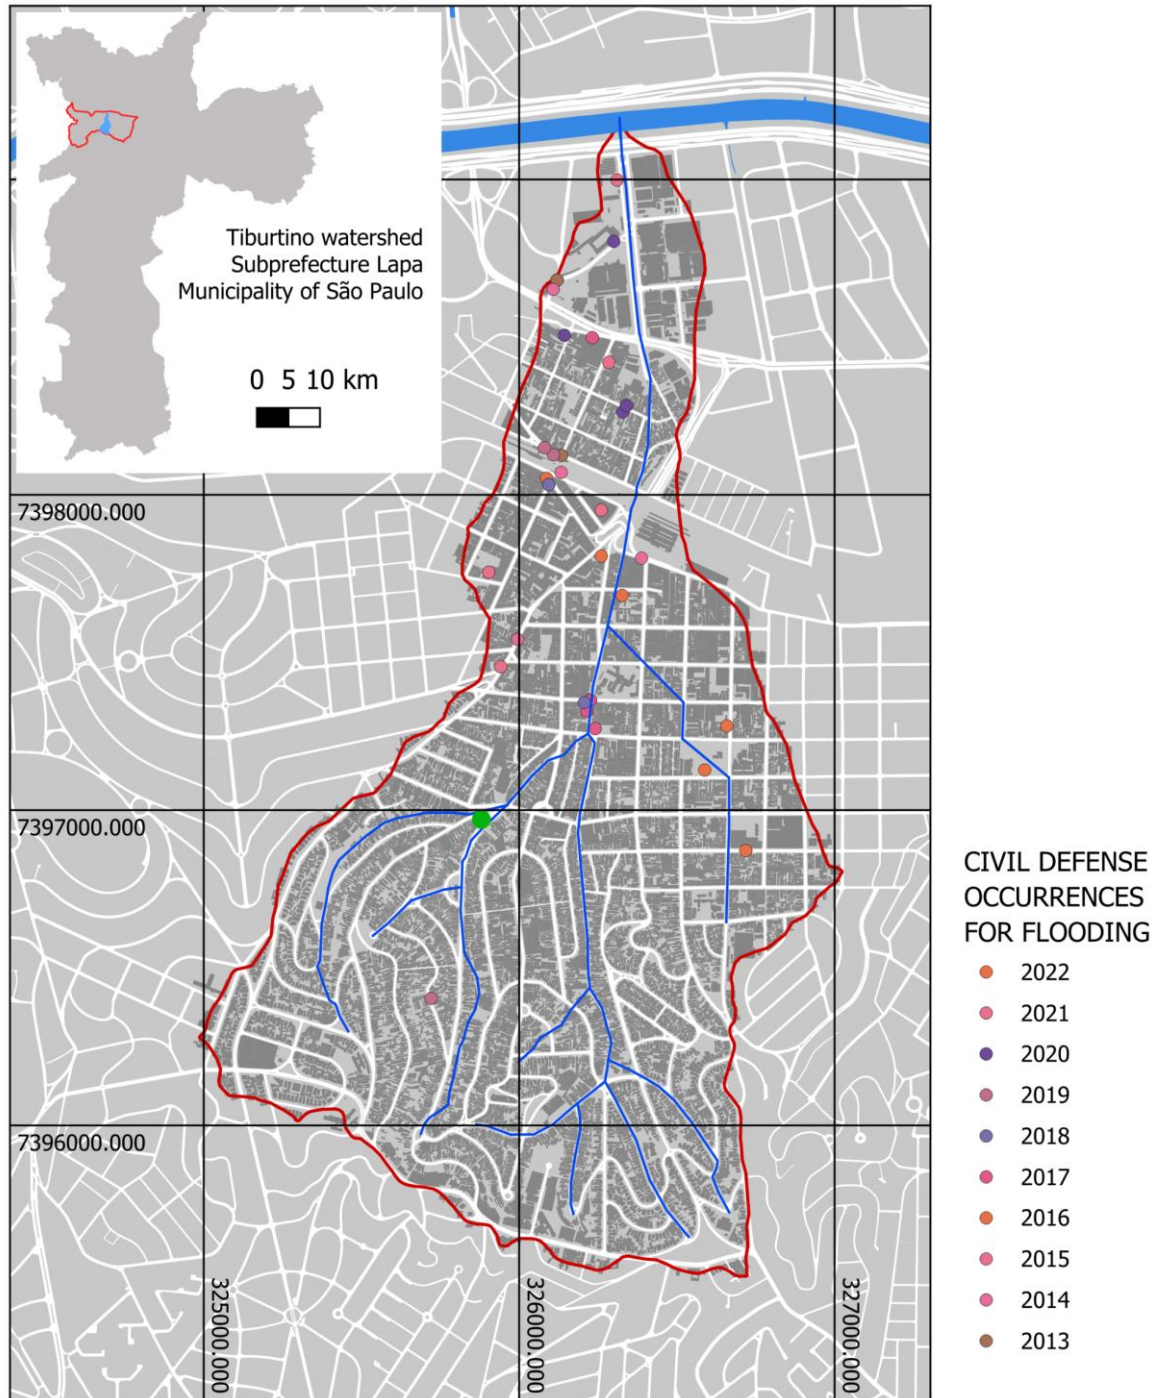 Tiburtino watershed
Subprefecture Lapa
Municipality of São Paulo
0 5 10 km
7398000.000
7397000.000
7396000.000
325000.000
326000.000
327000.000
CIVIL DEFENSE
OCCURRENCES
FOR FLOODING
2022
2021
2020
2019
2018
2017
2016
2015
2014
2013